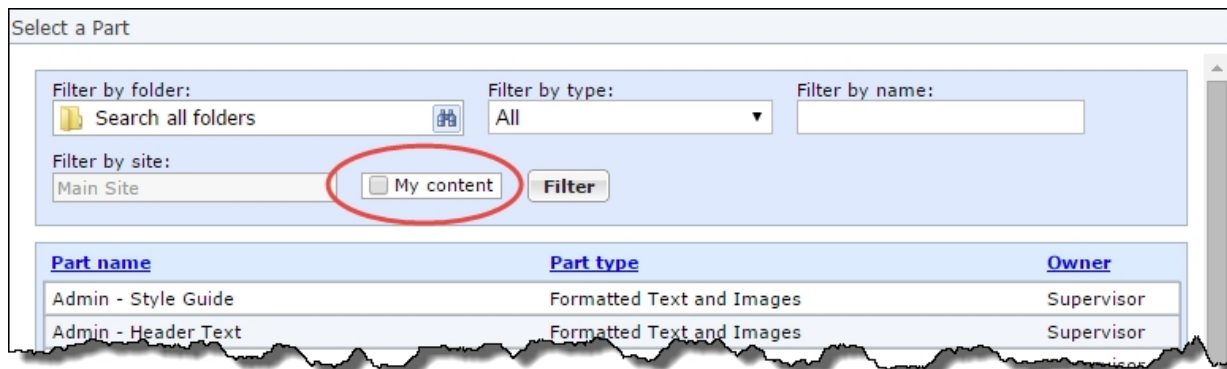 Select a Part
Filter by folder: Filter by type: Filter by name:
Search all folders All
Filter by site:
Main Site My content Filter
Part name Part type Owner
Admin - Style Guide Formatted Text and Images Supervisor
Admin - Header Text Formatted Text and Images Supervisor